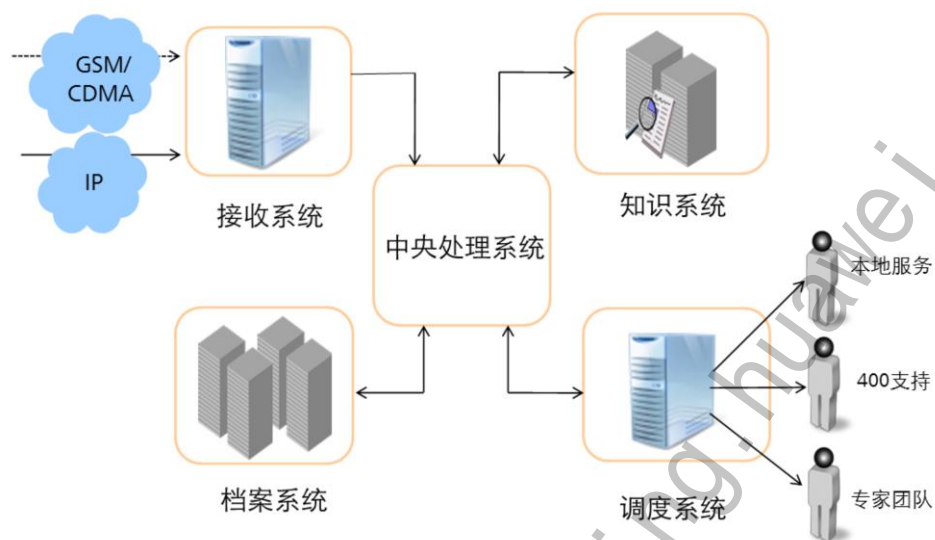 GSM/
CDMA
IP
接收系统
知识系统
中央处理系统
本地服务
400支持
档案系统
调度系统
专家团队
ing.huawei